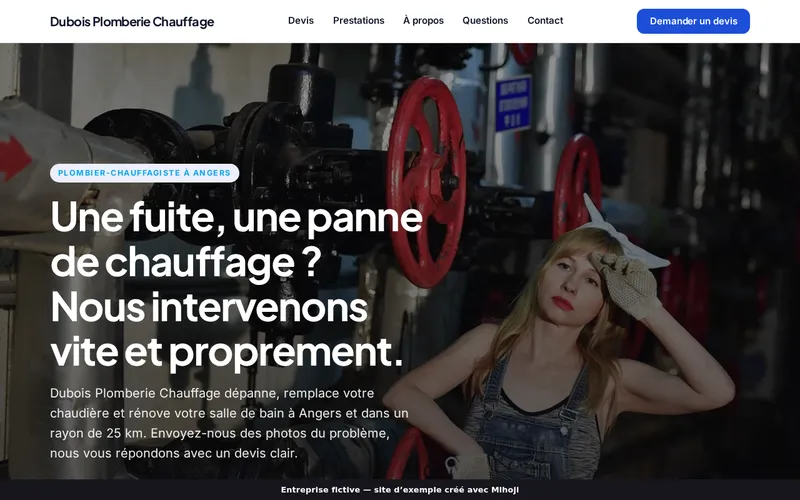 Dubois Plomberie Chauffage
Devis
Prestations
À propos
Questions
Contact
Demander un devis
PLOMBIER-CHAUFFAGISTE À ANGERS
Une fuite, une panne
de chauffage ?
Nous intervenons
vite et proprement.
Dubois Plomberie Chauffage dépanne, remplace votre
chaudière et rénove votre salle de bain à Angers et dans un
rayon de 25 km. Envoyez-nous des photos du problème,
nous vous répondons avec un devis clair.
Entreprise fictive — site d’exemple créé avec Mihoji